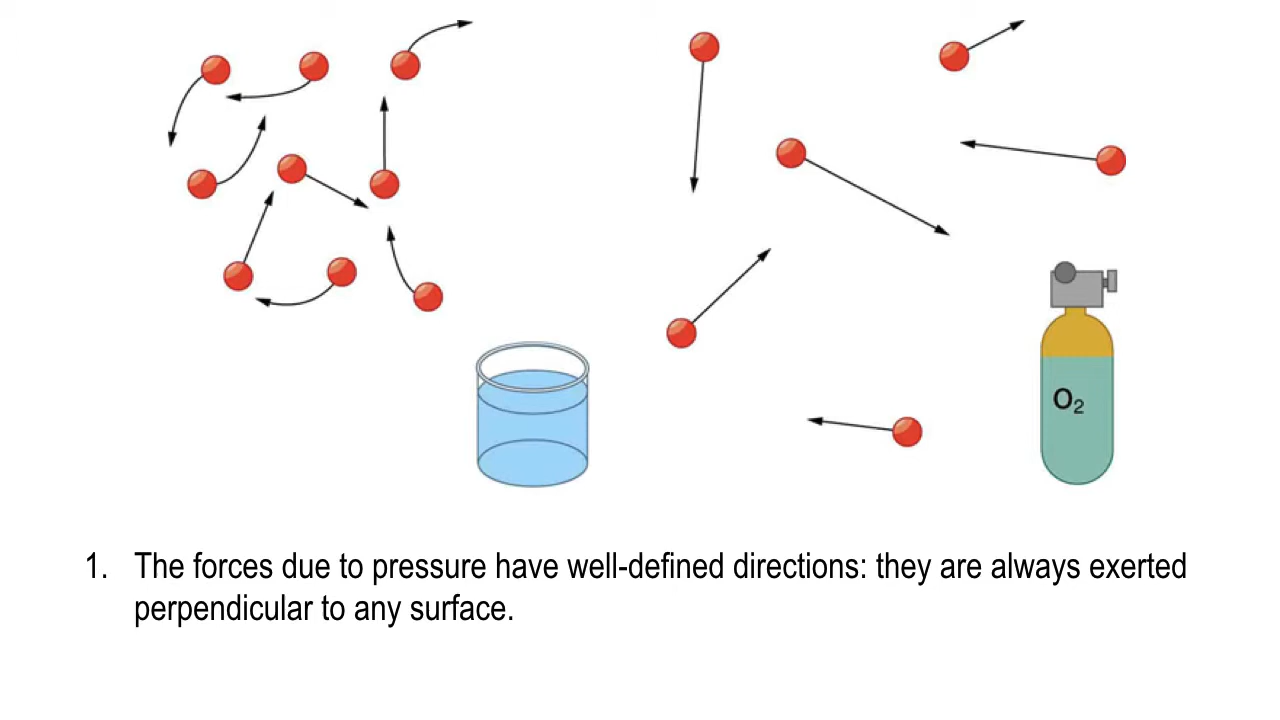 O₂
1. The forces due to pressure have well-defined directions: they are always exerted
perpendicular to any surface.